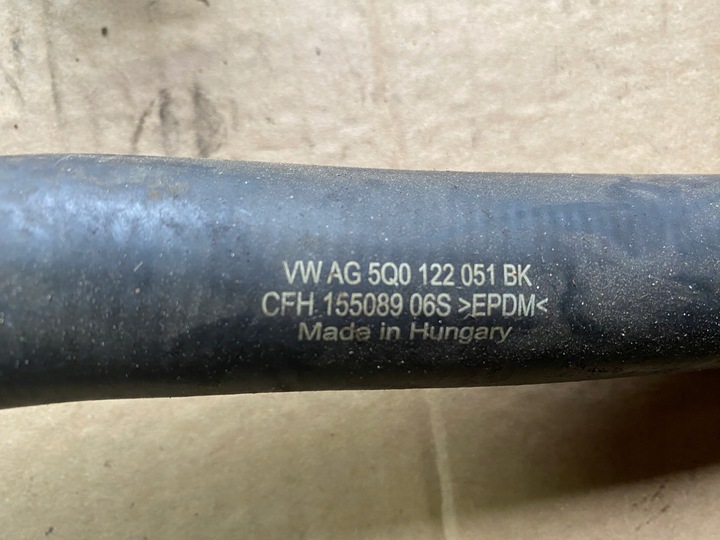 VW AG 5Q0 122 051 BK
CFH 155089 06S >EPDM<
Made in Hungary